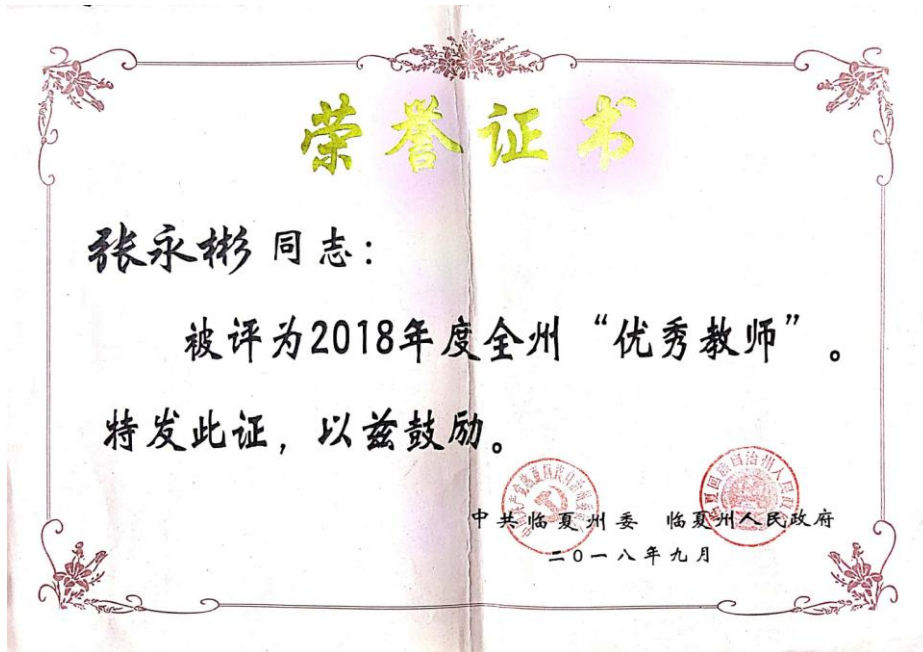 荣誉证书
张永彬同志：
被评为2018年度全州“优秀教师”。
特发此证，以兹鼓励。
中共临夏州委 临夏州人民政府
二0一八年九月